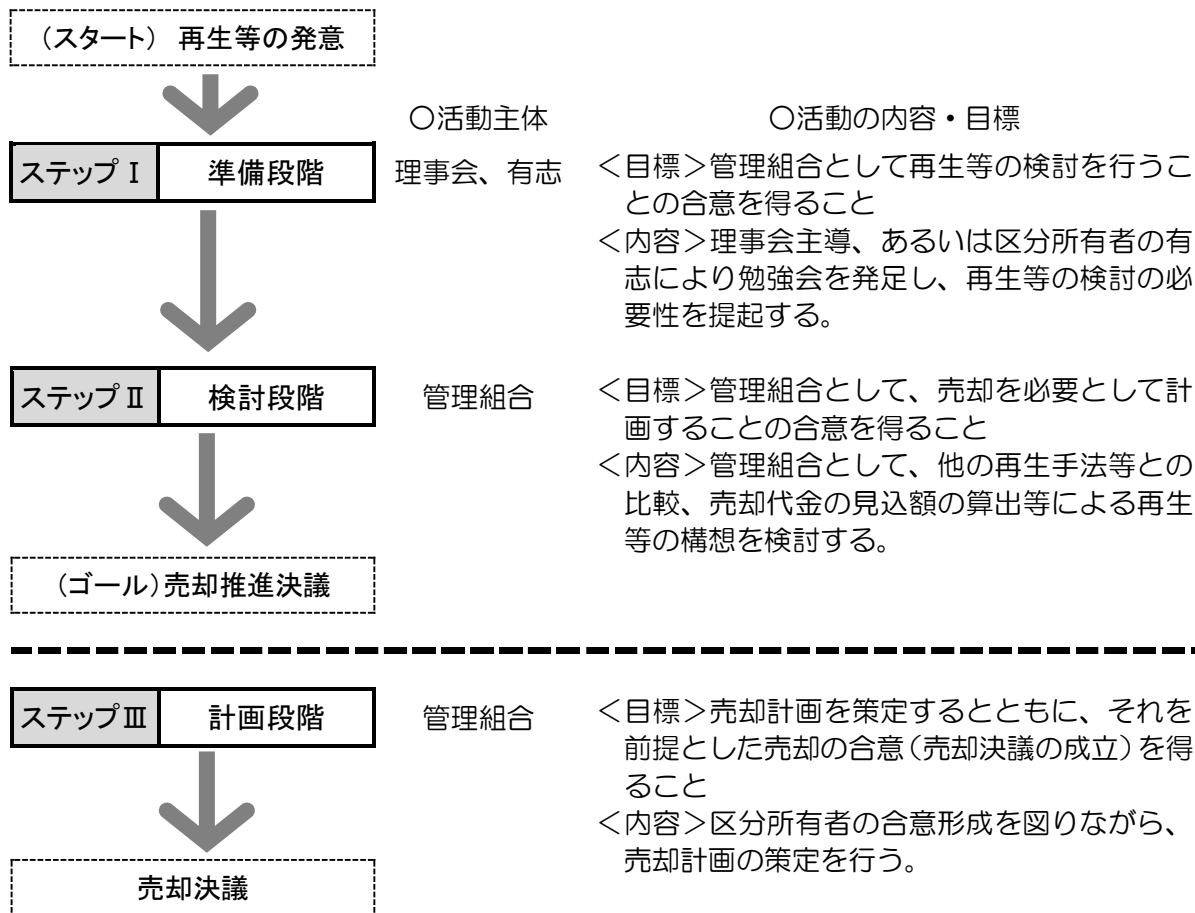 (スタート) 再生等の発意
〇活動主体
〇活動の内容・目標
ステップⅠ
準備段階
理事会、有志
＜目標＞管理組合として再生等の検討を行うこ
との合意を得ること
＜内容＞理事会主導、あるいは区分所有者の有
志により勉強会を発足し、再生等の検討の必
要性を提起する。
ステップⅡ
検討段階
管理組合
＜目標＞管理組合として、売却を必要として計
画することの合意を得ること
＜内容＞管理組合として、他の再生手法等との
比較、売却代金の見込額の算出等による再生
等の構想を検討する。
(ゴール)売却推進決議
ステップⅢ
計画段階
管理組合
＜目標＞売却計画を策定するとともに、それを
前提とした売却の合意(売却決議の成立)を得
ること
＜内容＞区分所有者の合意形成を図りながら、
売却計画の策定を行う。
売却決議